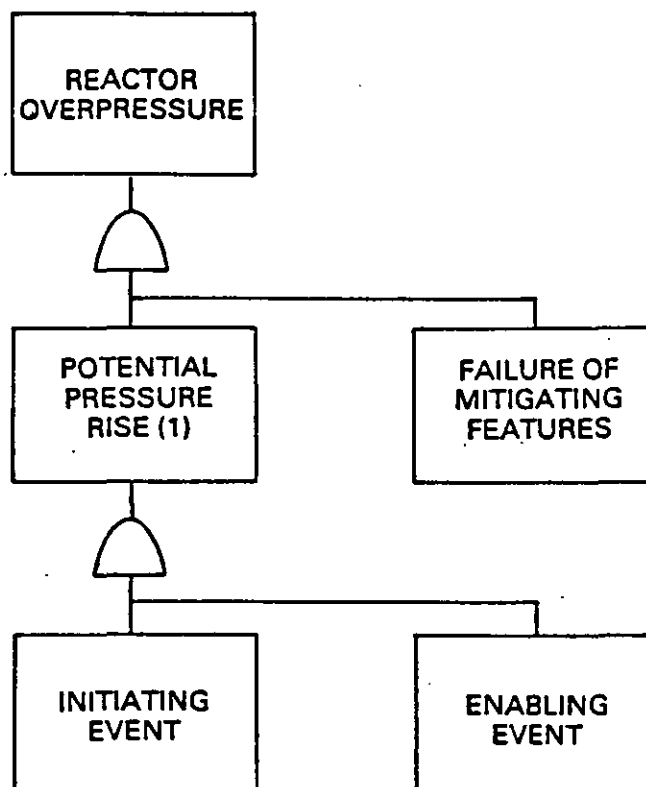 REACTOR
OVERPRESSURE
POTENTIAL
PRESSURE
RISE (1)
FAILURE OF
MITIGATING
FEATURES
INITIATING
EVENT
ENABLING
EVENT